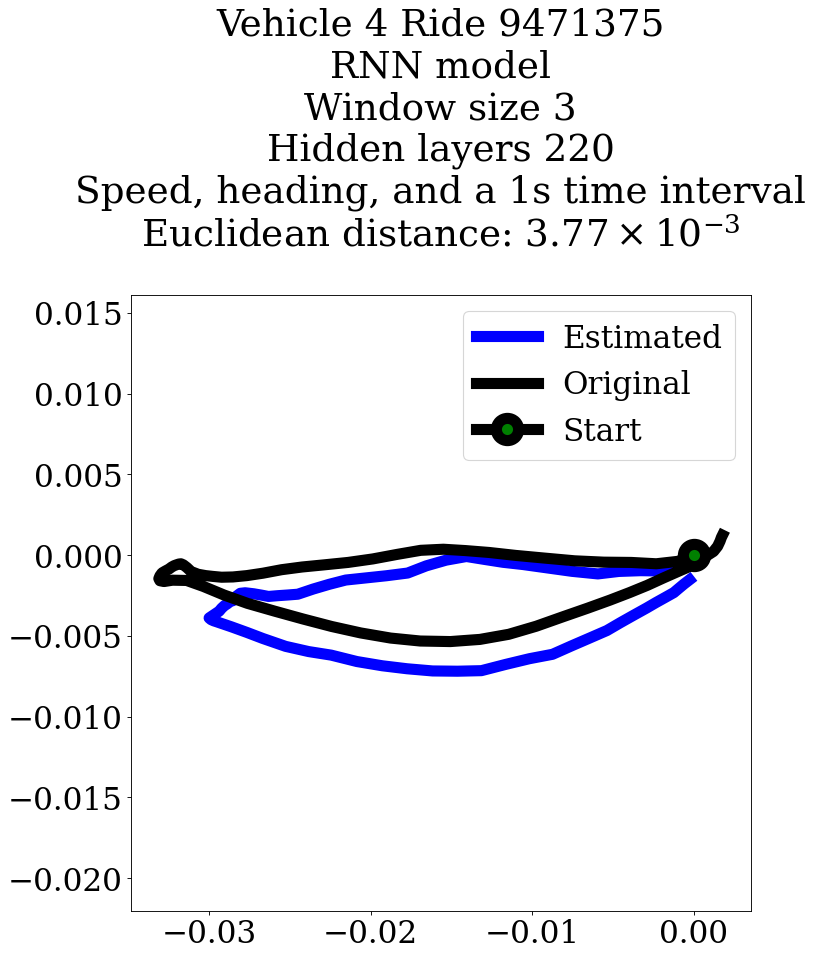 Vehicle 4 Ride 9471375
RNN model
Window size 3
Hidden layers 220
Speed, heading, and a 1s time interval
Euclidean distance: 3.77 × 10⁻³
Estimated
Original
Start
0.015
0.010
0.005
0.000
−0.005
−0.010
−0.015
−0.020
−0.03
−0.02
−0.01
0.00